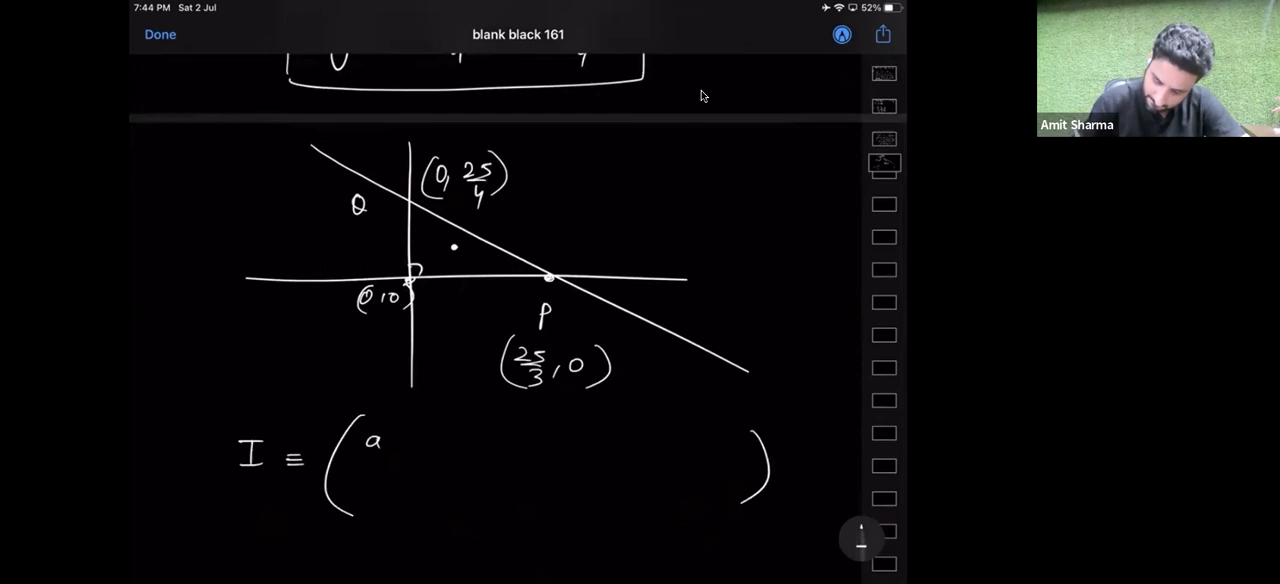 7:44 PM Sat 2 Jul
52%
Done
blank black 161
Amit Sharma
(0, 25/4)
Q
(0,0)
P
(25/3, 0)
I ≡ ( a )